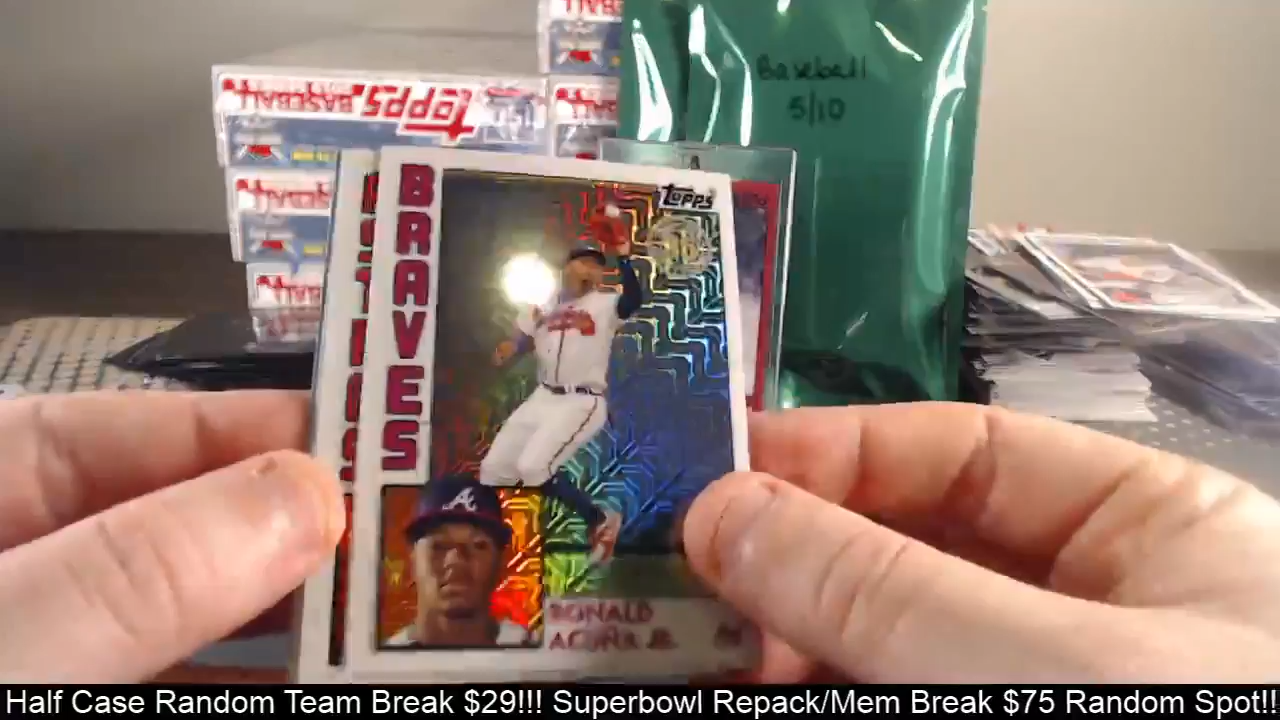 Baseball
5/10
topps
BASEBALL
topps
BRAVES
RONALD
ACUÑA JR.
Half Case Random Team Break $29!!! Superbowl Repack/Mem Break $75 Random Spot!!